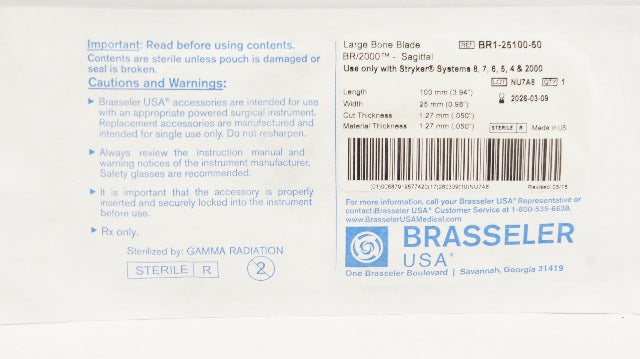 Important: Read before using contents.
Contents are sterile unless pouch is damaged or
seal is broken.
Cautions and Warnings:
▸ Brasseler USA® accessories are intended for use
with an appropriate powered surgical instrument.
Replacement accessories are manufactured and
intended for single use only. Do not resharpen.
▸ Always review the instruction manual and
warning notices of the instrument manufacturer.
Safety glasses are recommended.
▸ It is important that the accessory is properly
inserted and securely locked into the instrument
before use.
▸ Rx only.
Sterilized by: GAMMA RADIATION
STERILE R 2
Large Bone Blade REF BR1-25100-50
BR/2000™ - Sagittal
Use only with Stryker® Systems 8, 7, 6, 5, 4 & 2000
LOT NU7A8 QTY 1
Length 100 mm (3.94")
2026-03-09
Width 25 mm (0.98")
Cut Thickness 1.27 mm (.050")
Material Thickness 1.27 mm (.050")
STERILE R Made in US
Revised 05/18
For more information, call your Brasseler USA® Representative or
contact Brasseler USA® Customer Service at 1-800-535-6638.
www.BrasselerUSAMedical.com
BRASSELER
USA®
One Brasseler Boulevard | Savannah, Georgia 31419